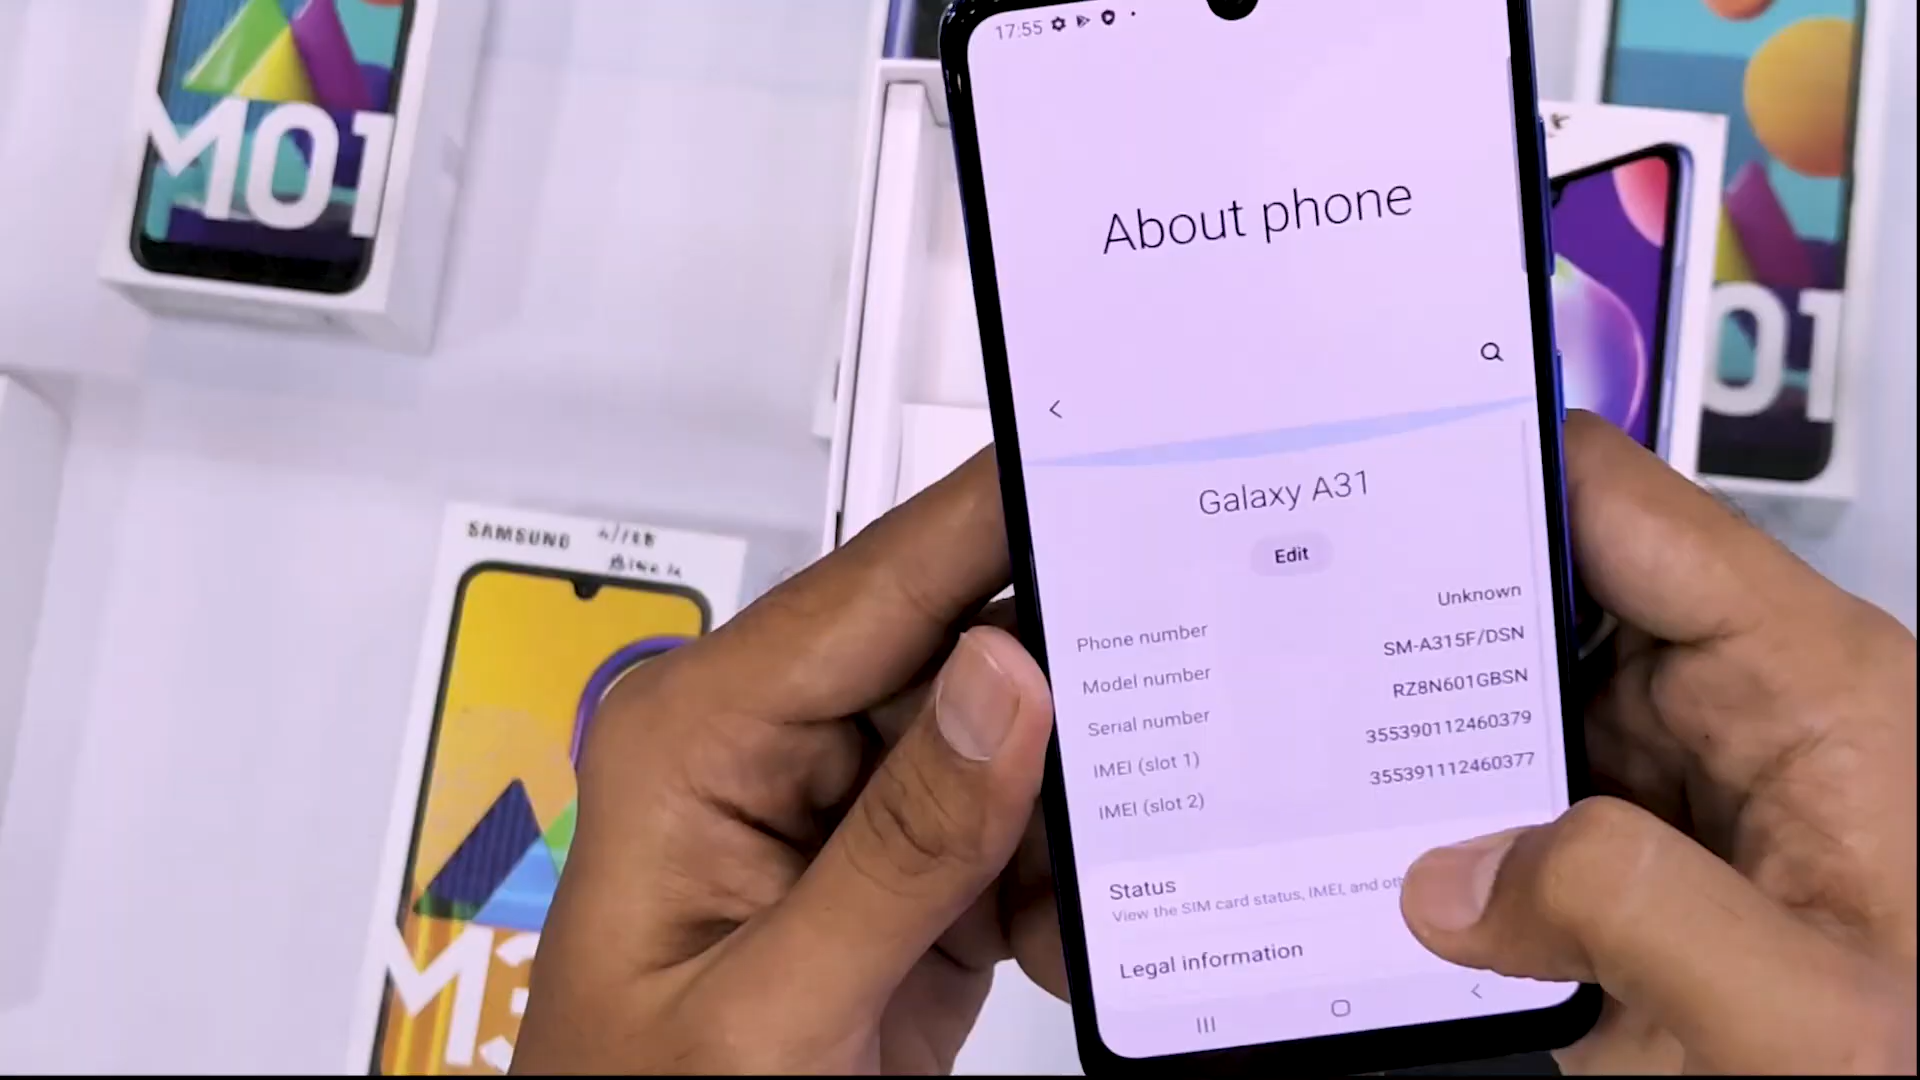 17:55
About phone
Galaxy A31
Edit
Phone number
Unknown
Model number
SM-A315F/DSN
Serial number
RZ8N601GBSN
IMEI (slot 1)
355390112460379
IMEI (slot 2)
355391112460377
Status
View the SIM card status, IMEI, and
Legal information
M01
SAMSUNG
M3
01